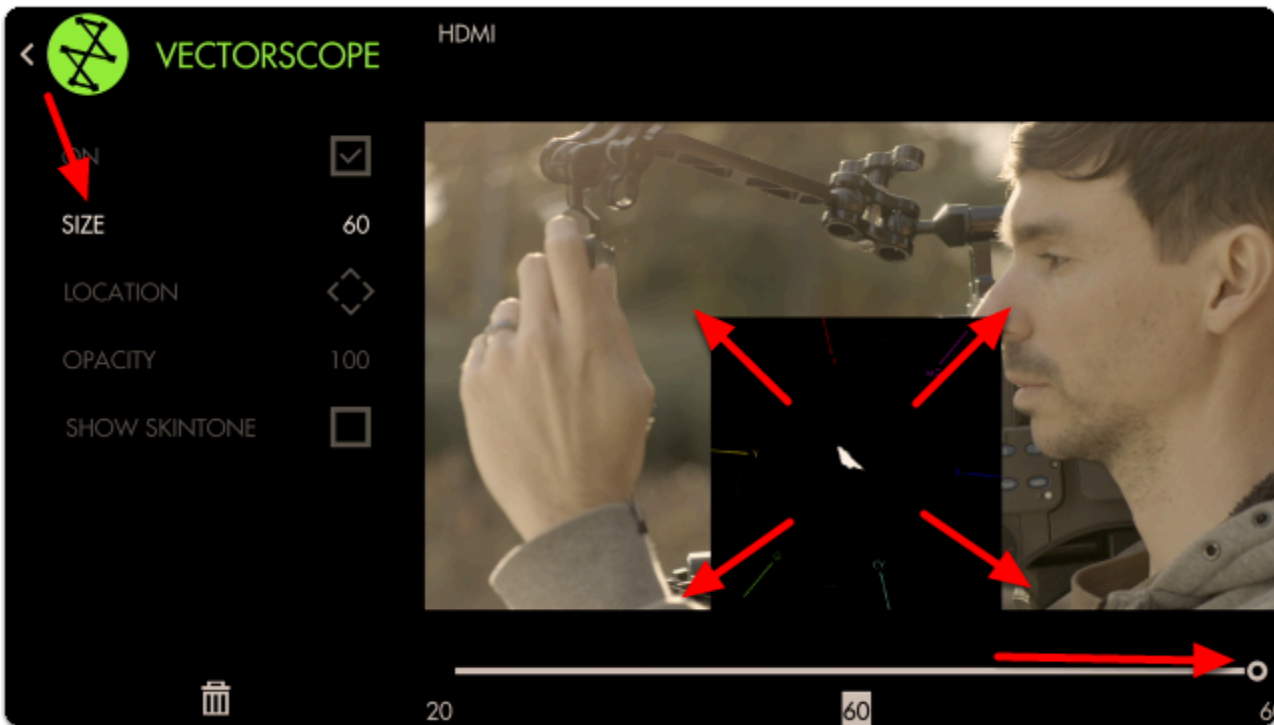 VECTORSCOPE
HDMI
ON
SIZE 60
LOCATION
OPACITY 100
SHOW SKINTONE
20 60